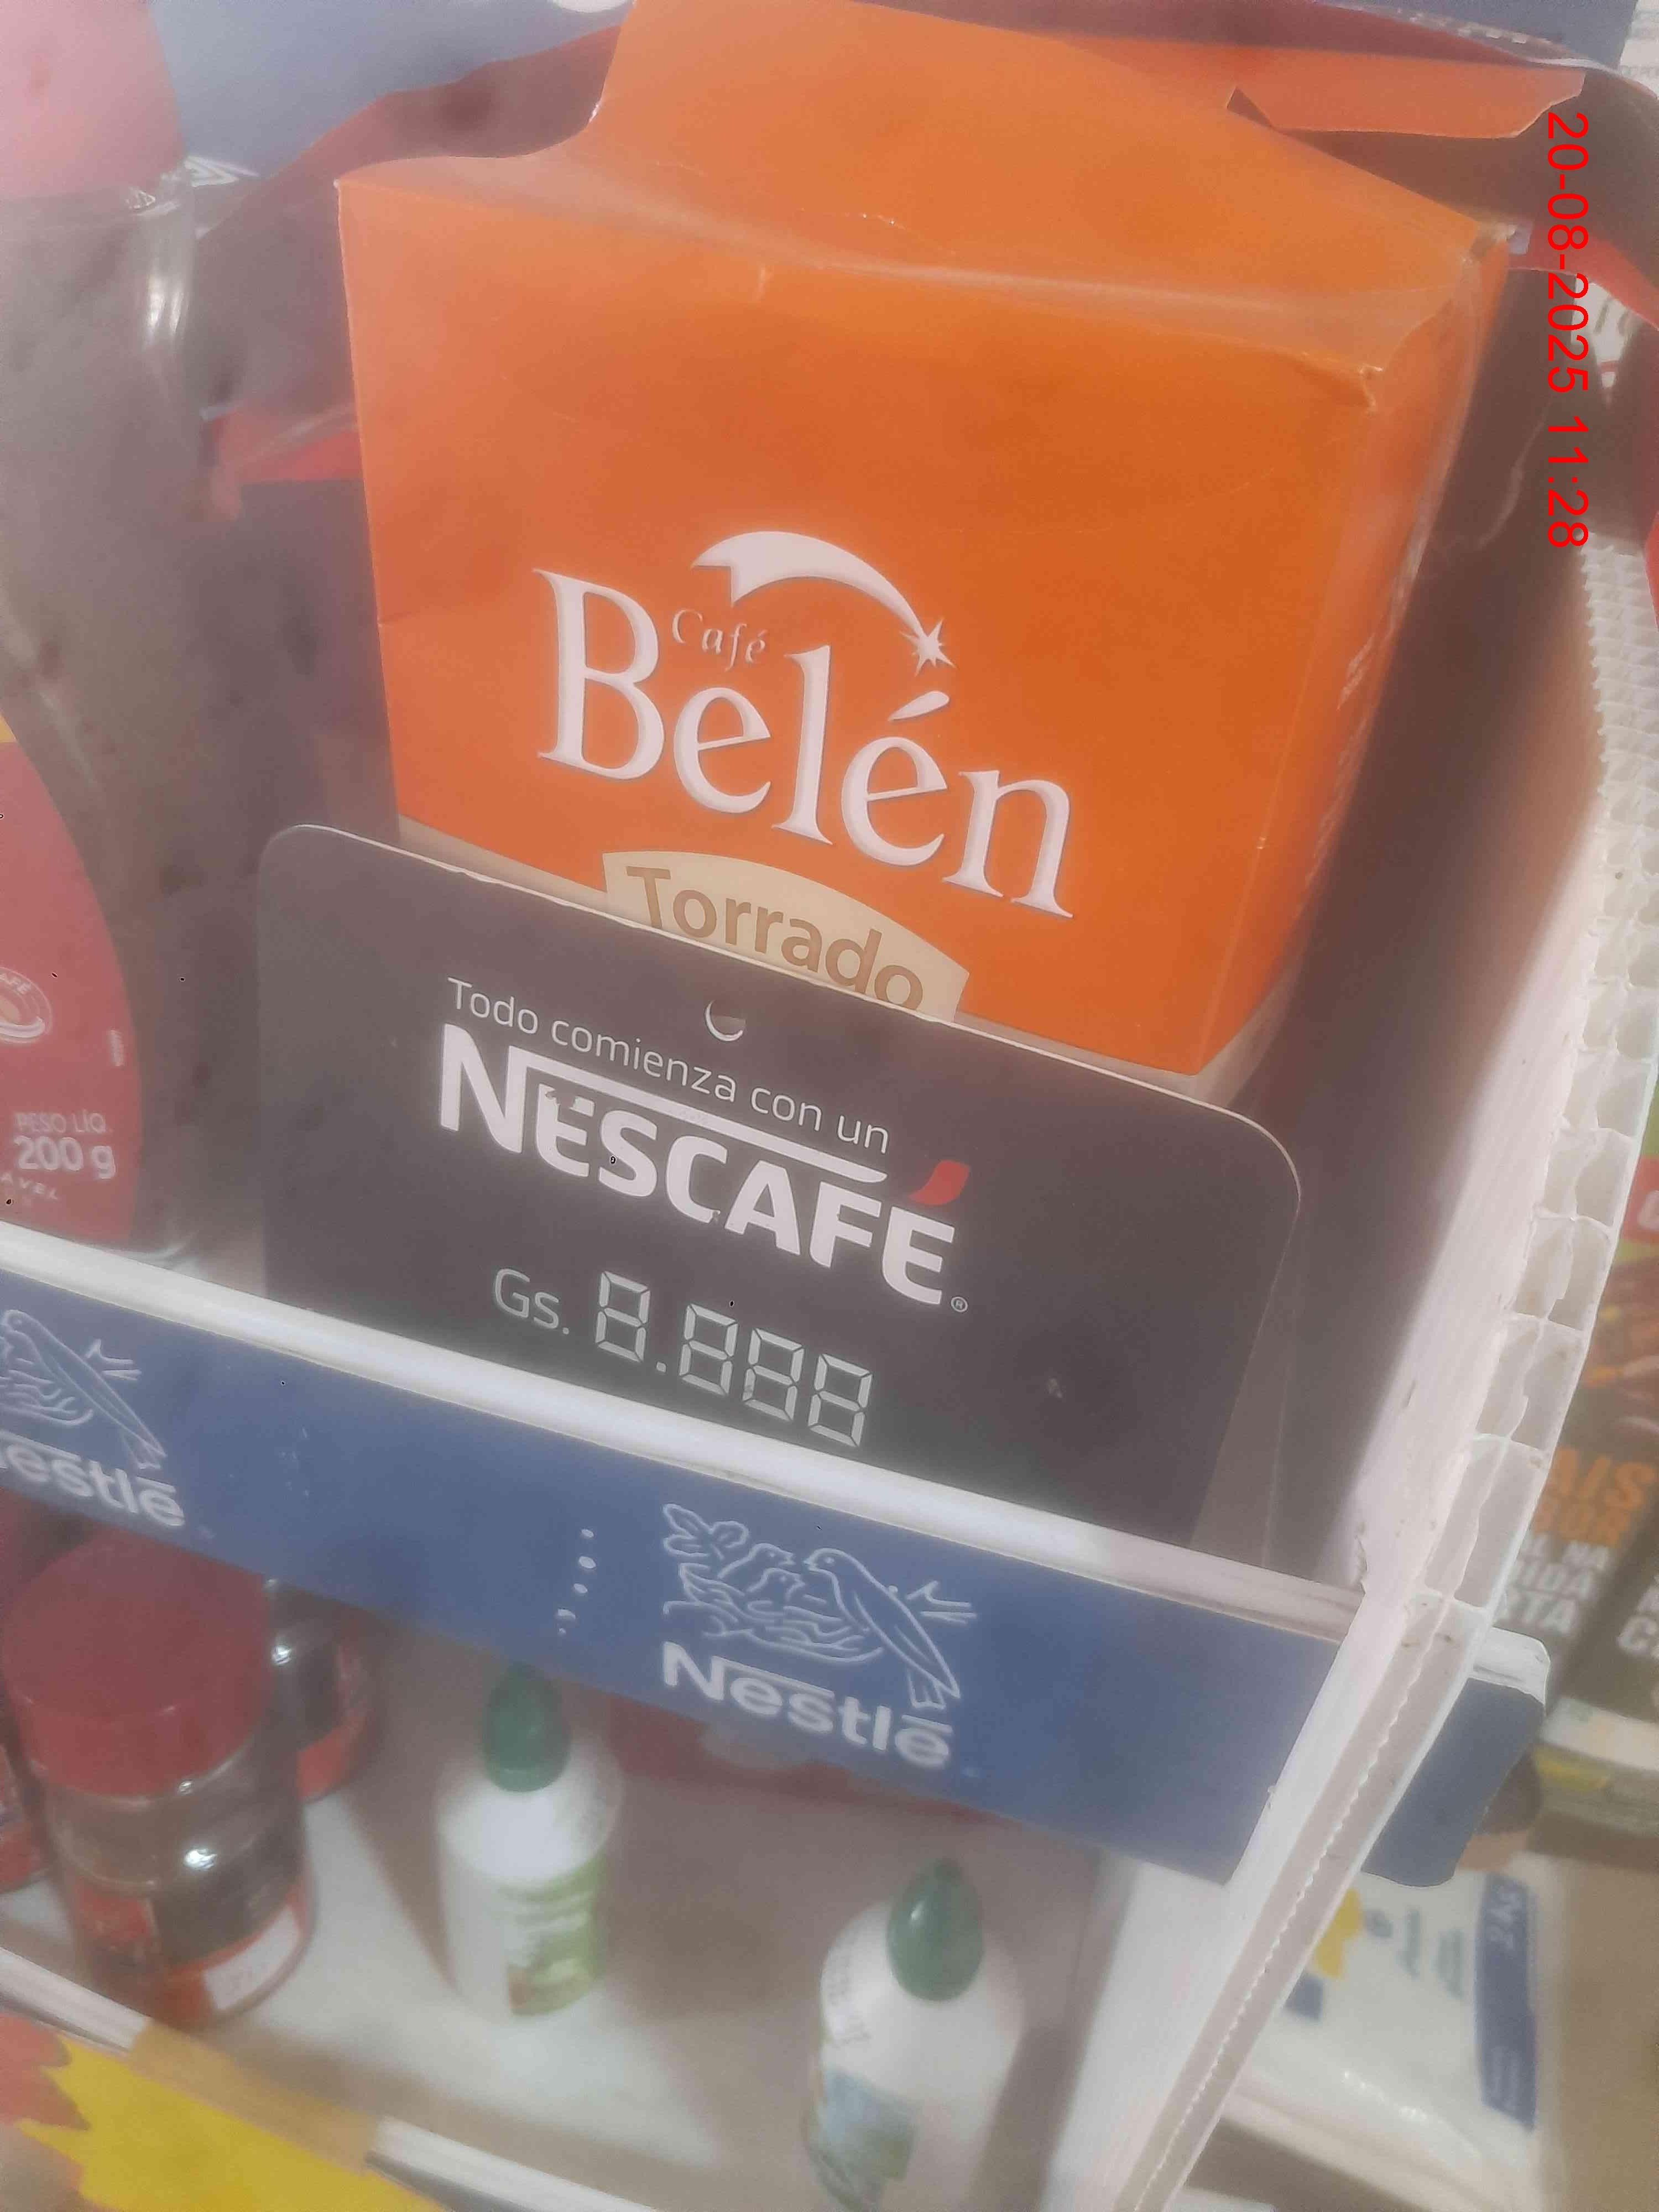 20-08-2025 11:28
Café
Belén
Torrado
Todo comienza con un
NESCAFÉ®
Gs. 8.888
PESO LÍQ.
200 g
Nestlé
Nestlé